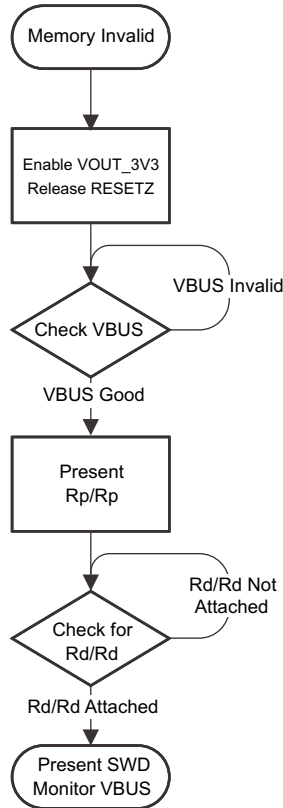 Memory Invalid
Enable VOUT_3V3
Release RESETZ
VBUS Invalid
Check VBUS
VBUS Good
Present
Rp/Rp
Rd/Rd Not
Attached
Check for
Rd/Rd
Rd/Rd Attached
Present SWD
Monitor VBUS